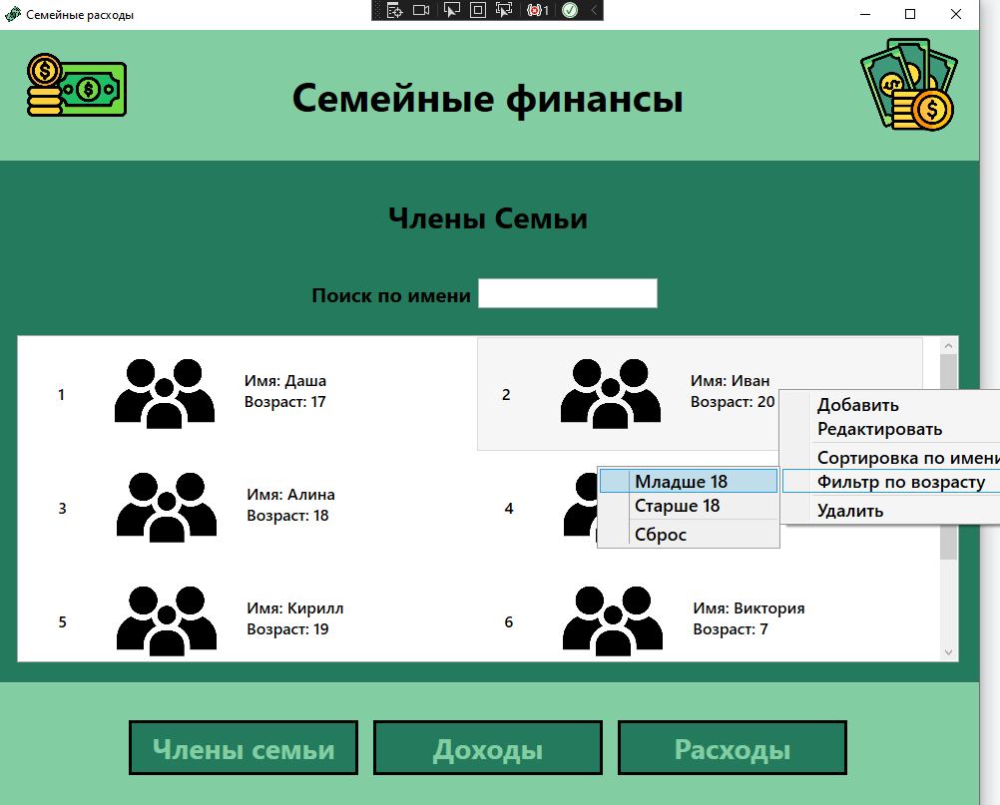 Семейные расходы
1
Семейные финансы
Члены Семьи
Поиск по имени
1
Имя: Даша
Возраст: 17
2
Имя: Иван
Возраст: 20
Добавить
Редактировать
Сортировка по имени
Фильтр по возрасту
Удалить
Младше 18
Старше 18
Сброс
3
Имя: Алина
Возраст: 18
4
5
Имя: Кирилл
Возраст: 19
6
Имя: Виктория
Возраст: 7
Члены семьи
Доходы
Расходы